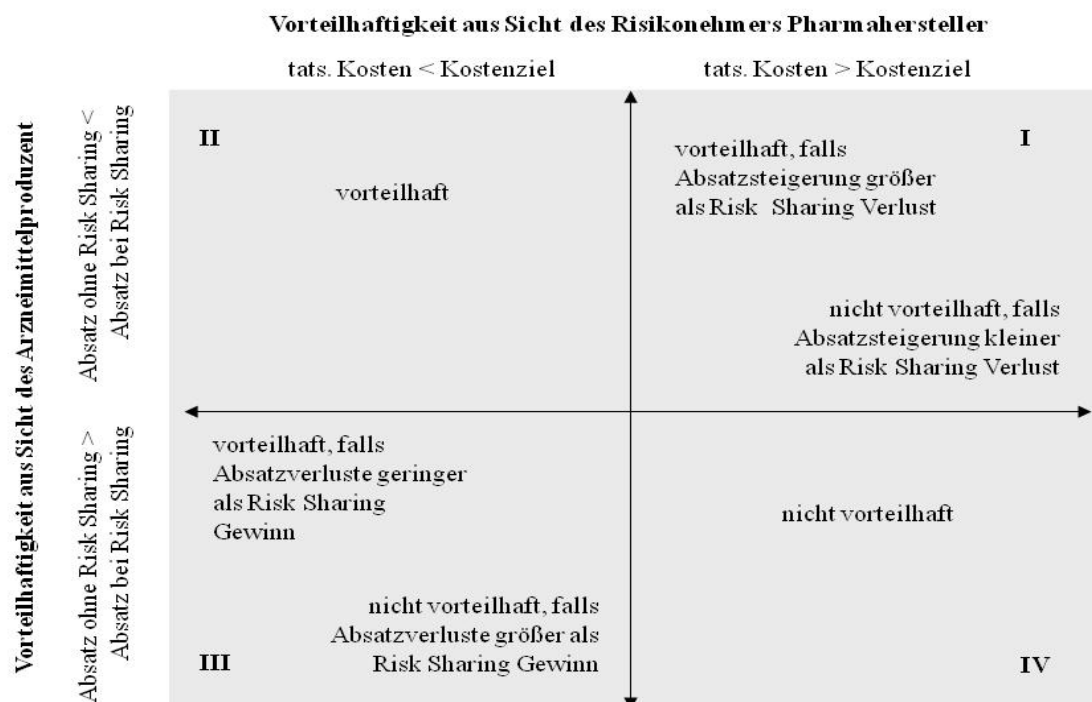 Vorteilhaftigkeit aus Sicht des Risikonehmers Pharmahersteller
tats. Kosten < Kostenziel
tats. Kosten > Kostenziel
Vorteilhaftigkeit aus Sicht des Arzneimittelproduzent
Absatz ohne Risk Sharing <
Absatz bei Risk Sharing
II
vorteilhaft
I
vorteilhaft, falls
Absatzsteigerung größer
als Risk Sharing Verlust
nicht vorteilhaft, falls
Absatzsteigerung kleiner
als Risk Sharing Verlust
Absatz ohne Risk Sharing >
Absatz bei Risk Sharing
vorteilhaft, falls
Absatzverluste geringer
als Risk Sharing
Gewinn
nicht vorteilhaft, falls
Absatzverluste größer als
Risk Sharing Gewinn
III
nicht vorteilhaft
IV